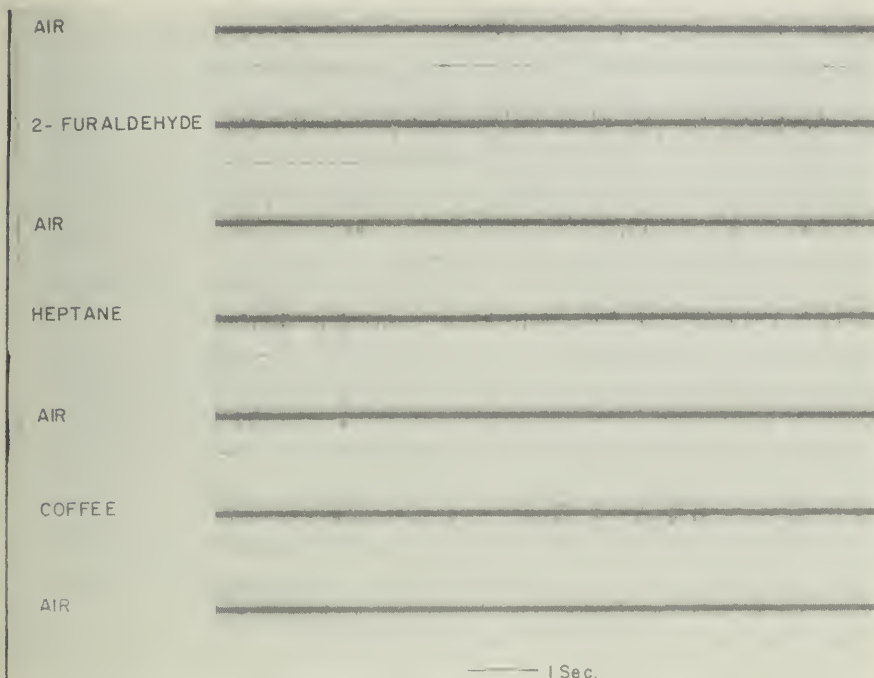 AIR
2- FURALDEHYDE
AIR
HEPTANE
AIR
COFFEE
AIR
1 Sec.